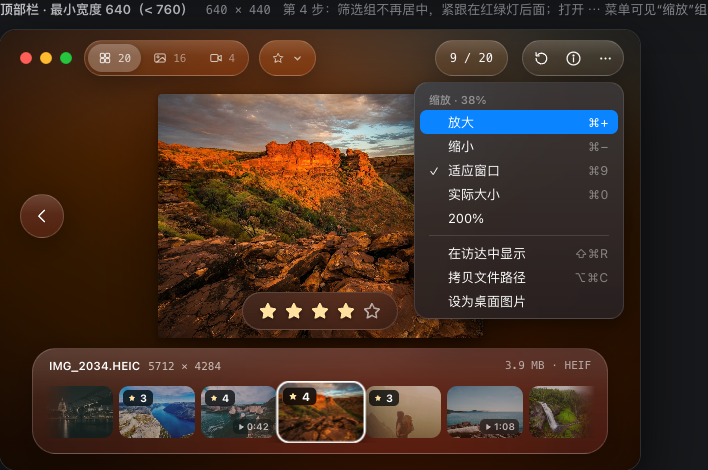 顶部栏 · 最小宽度 640（< 760） 640 × 440 第 4 步：筛选组不再居中，紧跟在红绿灯后面；打开 ··· 菜单可见“缩放”组
20 16 4 9 / 20
缩放 · 38%
放大 ⌘+
缩小 ⌘−
✓ 适应窗口 ⌘9
实际大小 ⌘0
200%
在访达中显示 ⇧⌘R
拷贝文件路径 ⌥⌘C
设为桌面图片
IMG_2034.HEIC 5712 × 4284 3.9 MB · HEIF
★ 3 ★ 4 ★ 4 ★ 3
0:42 1:08